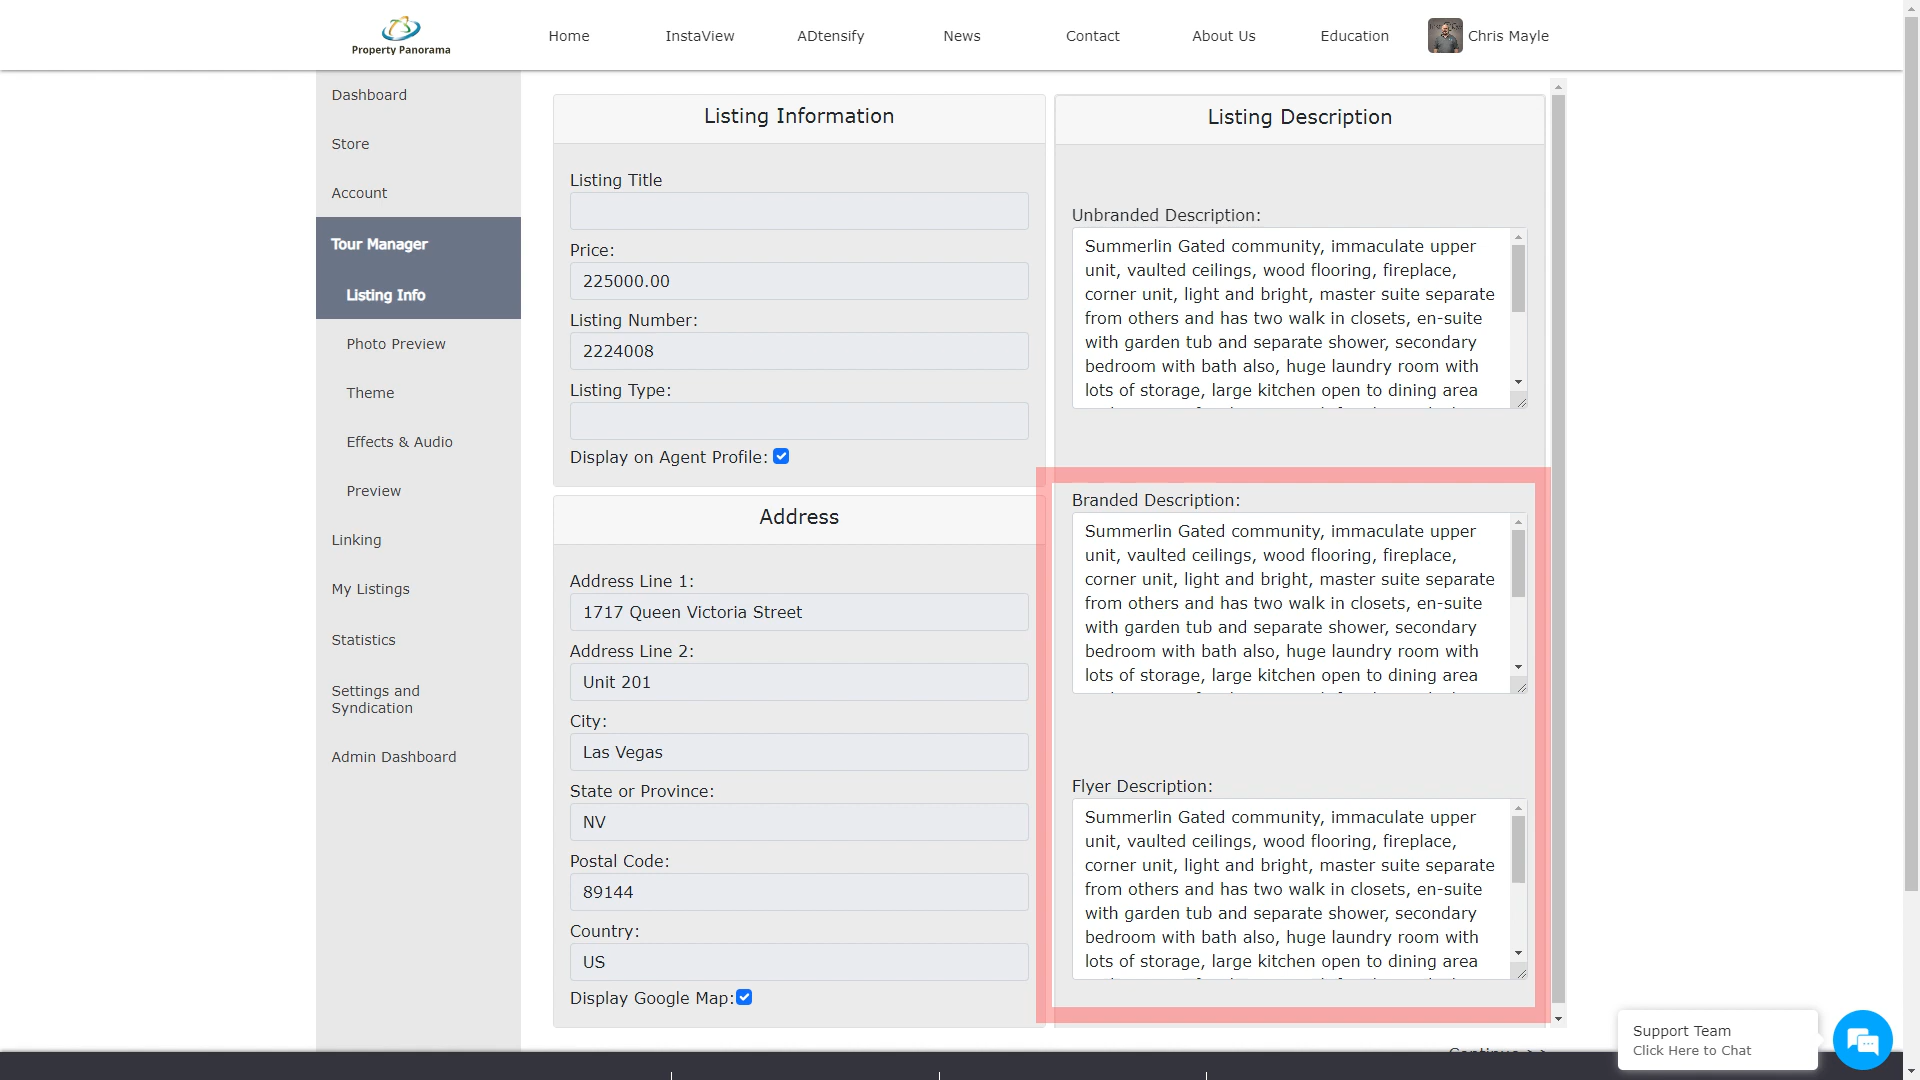 Property Panorama
Home
InstaView
ADtensify
News
Contact
About Us
Education
Chris Mayle
Dashboard
Store
Account
Tour Manager
Listing Info
Photo Preview
Theme
Effects & Audio
Preview
Linking
My Listings
Statistics
Settings and
Syndication
Admin Dashboard
Listing Information
Listing Title
Price:
225000.00
Listing Number:
2224008
Listing Type:
Display on Agent Profile:
Address
Address Line 1:
1717 Queen Victoria Street
Address Line 2:
Unit 201
City:
Las Vegas
State or Province:
NV
Postal Code:
89144
Country:
US
Display Google Map:
Listing Description
Unbranded Description:
Summerlin Gated community, immaculate upper
unit, vaulted ceilings, wood flooring, fireplace,
corner unit, light and bright, master suite separate
from others and has two walk in closets, en-suite
with garden tub and separate shower, secondary
bedroom with bath also, huge laundry room with
lots of storage, large kitchen open to dining area
Branded Description:
Summerlin Gated community, immaculate upper
unit, vaulted ceilings, wood flooring, fireplace,
corner unit, light and bright, master suite separate
from others and has two walk in closets, en-suite
with garden tub and separate shower, secondary
bedroom with bath also, huge laundry room with
lots of storage, large kitchen open to dining area
Flyer Description:
Summerlin Gated community, immaculate upper
unit, vaulted ceilings, wood flooring, fireplace,
corner unit, light and bright, master suite separate
from others and has two walk in closets, en-suite
with garden tub and separate shower, secondary
bedroom with bath also, huge laundry room with
lots of storage, large kitchen open to dining area
Continue >>
Support Team
Click Here to Chat